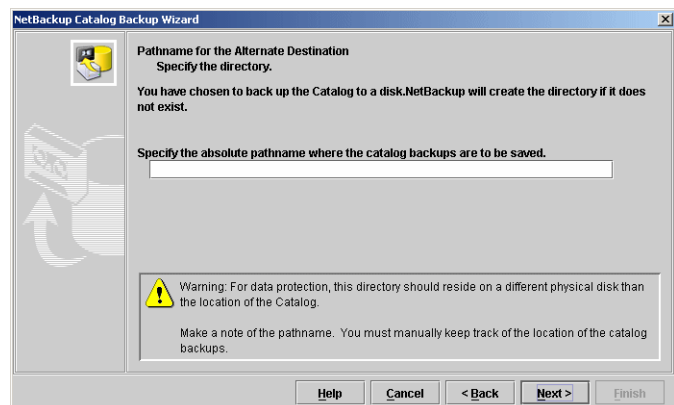 NetBackup Catalog Backup Wizard
Pathname for the Alternate Destination
Specify the directory.
You have chosen to back up the Catalog to a disk.NetBackup will create the directory if it does
not exist.
Specify the absolute pathname where the catalog backups are to be saved.
Warning: For data protection, this directory should reside on a different physical disk than
the location of the Catalog.
Make a note of the pathname.  You must manually keep track of the location of the catalog
backups.
Help
Cancel
< Back
Next >
Finish